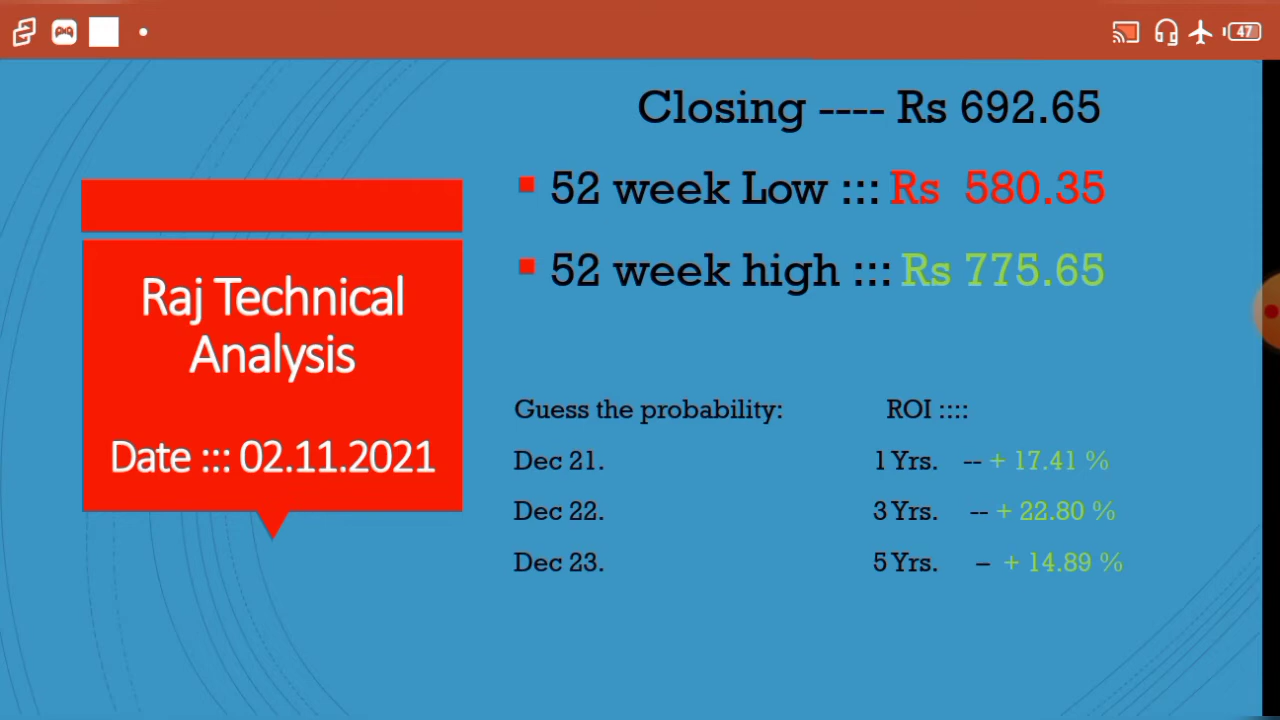 47
Closing ---- Rs 692.65
52 week Low ::: Rs 580.35
52 week high ::: Rs 775.65
Raj Technical
Analysis
Date ::: 02.11.2021
Guess the probability: ROI ::::
Dec 21. 1 Yrs. -- + 17.41 %
Dec 22. 3 Yrs. -- + 22.80 %
Dec 23. 5 Yrs. – + 14.89 %